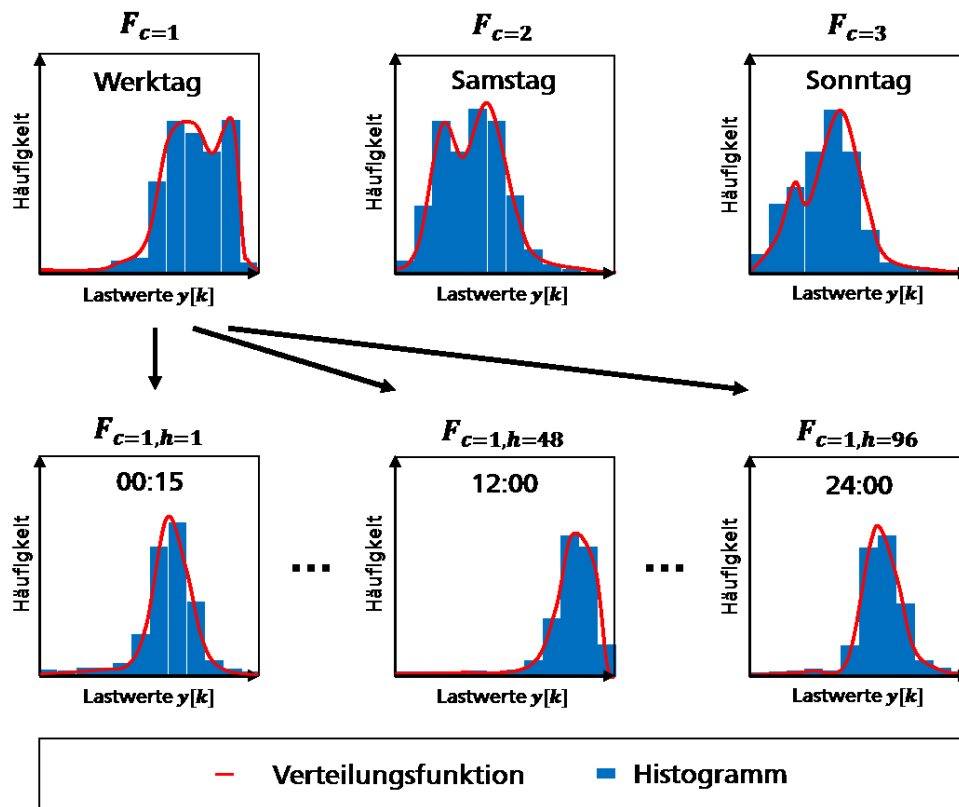 F_{c=1}
F_{c=2}
F_{c=3}
Werktag
Samstag
Sonntag
Häufigkeit
Häufigkeit
Häufigkeit
Lastwerte y[k]
Lastwerte y[k]
Lastwerte y[k]
F_{c=1,h=1}
F_{c=1,h=48}
F_{c=1,h=96}
00:15
12:00
24:00
Häufigkeit
Häufigkeit
Häufigkeit
...
...
Lastwerte y[k]
Lastwerte y[k]
Lastwerte y[k]
Verteilungsfunktion
Histogramm